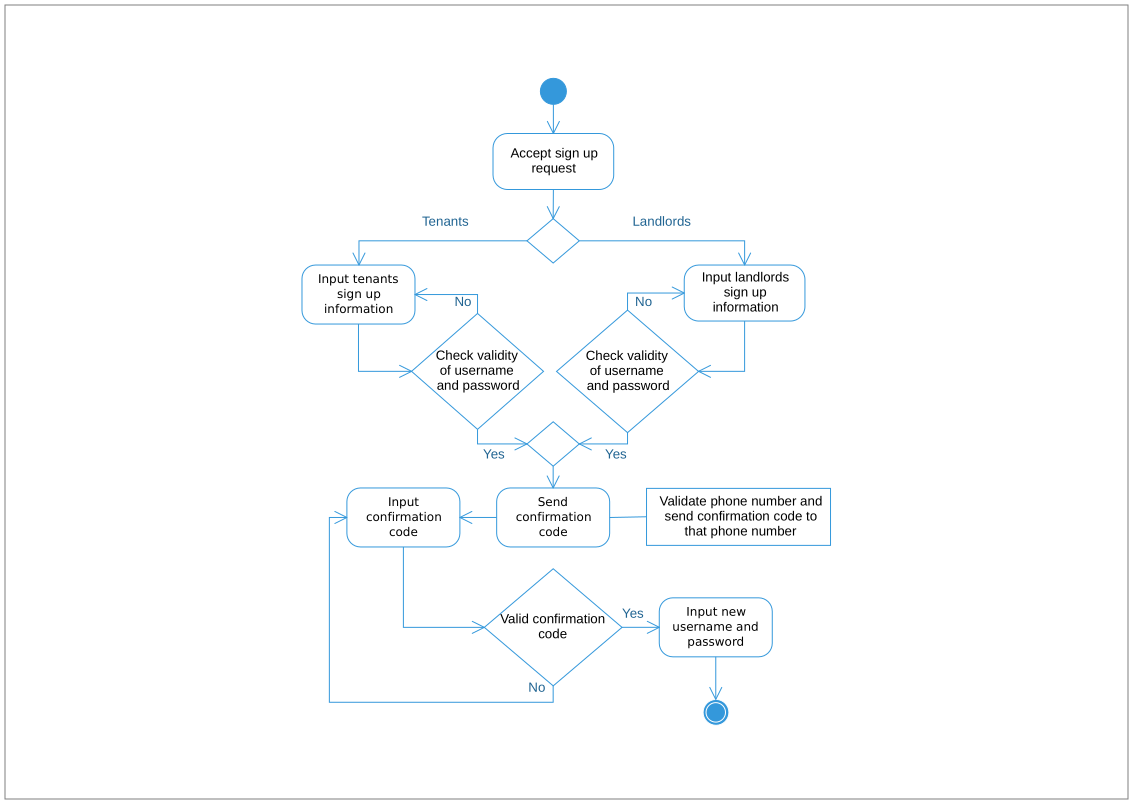 Accept sign up
request
Tenants
Landlords
Input tenants
sign up
information
Input landlords
sign up
information
No
No
Check validity
of username
and password
Check validity
of username
and password
Yes
Yes
Input
confirmation
code
Send
confirmation
code
Validate phone number and
send confirmation code to
that phone number
Valid confirmation
code
Yes
Input new
username and
password
No